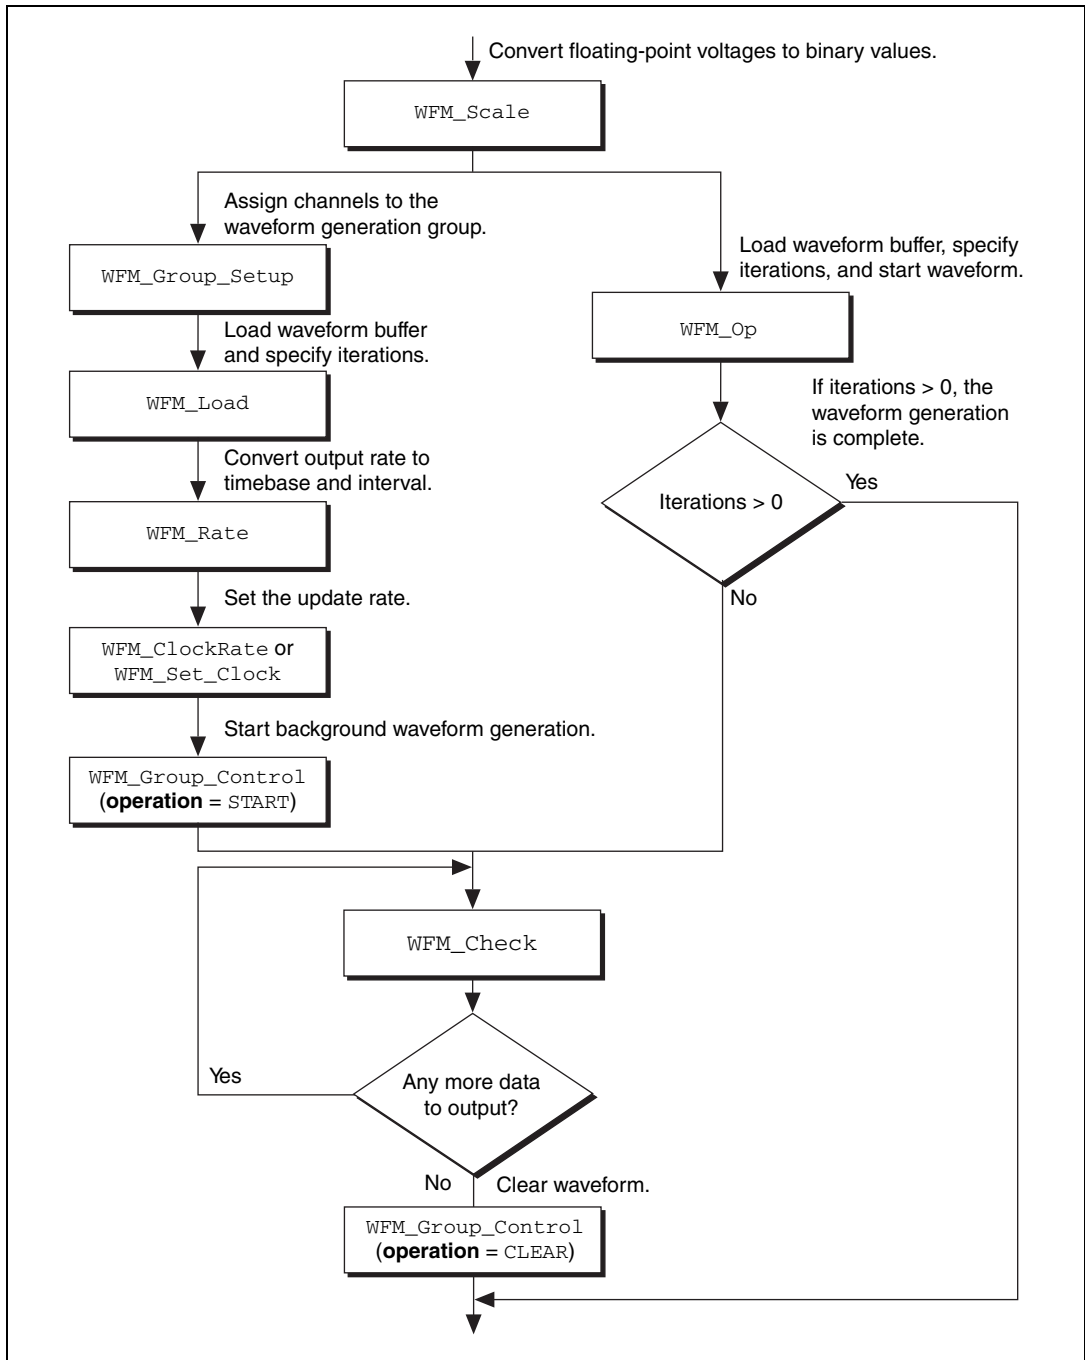 Convert floating-point voltages to binary values.
WFM_Scale
Assign channels to the
waveform generation group.
WFM_Group_Setup
Load waveform buffer
and specify iterations.
WFM_Load
Convert output rate to
timebase and interval.
WFM_Rate
Set the update rate.
WFM_ClockRate or
WFM_Set_Clock
Start background waveform generation.
WFM_Group_Control
(operation = START)
Load waveform buffer, specify
iterations, and start waveform.
WFM_Op
If iterations > 0, the
waveform generation
is complete.
Iterations > 0
Yes
No
WFM_Check
Any more data
to output?
Yes
No
Clear waveform.
WFM_Group_Control
(operation = CLEAR)